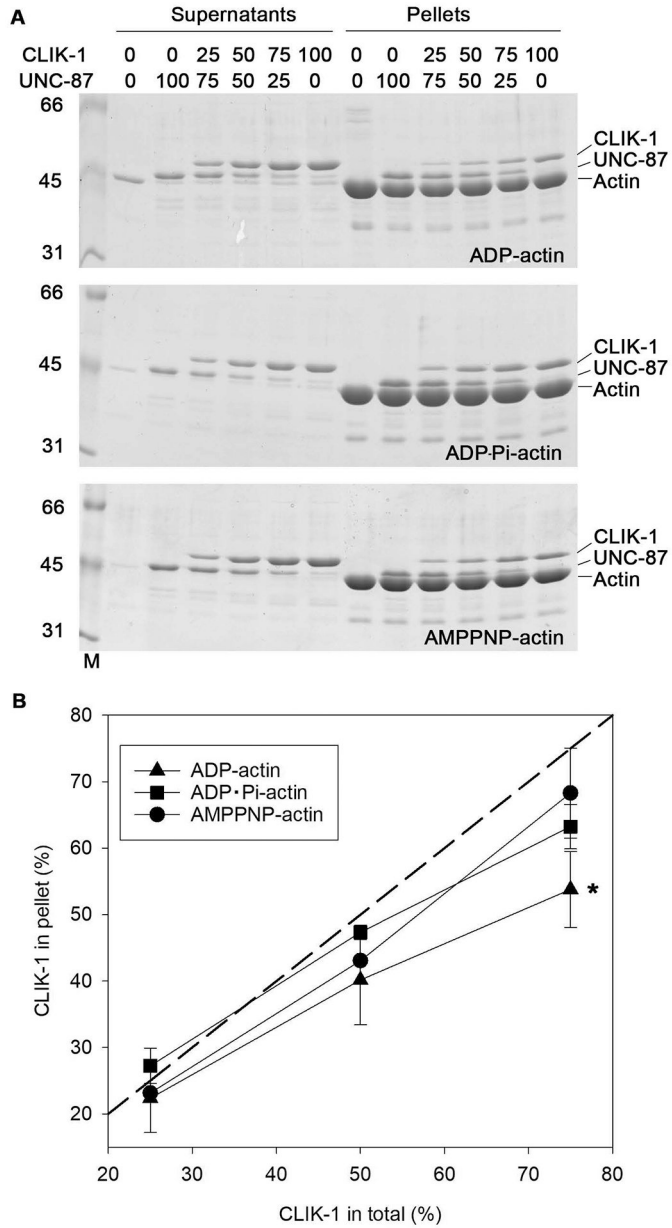 A
Supernatants Pellets
CLIK-1 0 0 25 50 75 100 0 0 25 50 75 100
UNC-87 0 100 75 50 25 0 0 100 75 50 25 0
66
45
31
CLIK-1
UNC-87
Actin
ADP-actin
66
45
31
CLIK-1
UNC-87
Actin
ADP·Pi-actin
66
45
31
CLIK-1
UNC-87
Actin
AMPPNP-actin
M
B
80
70
60
50
40
30
20
CLIK-1 in pellet (%)
ADP-actin
ADP·Pi-actin
AMPPNP-actin
*
20 30 40 50 60 70 80
CLIK-1 in total (%)